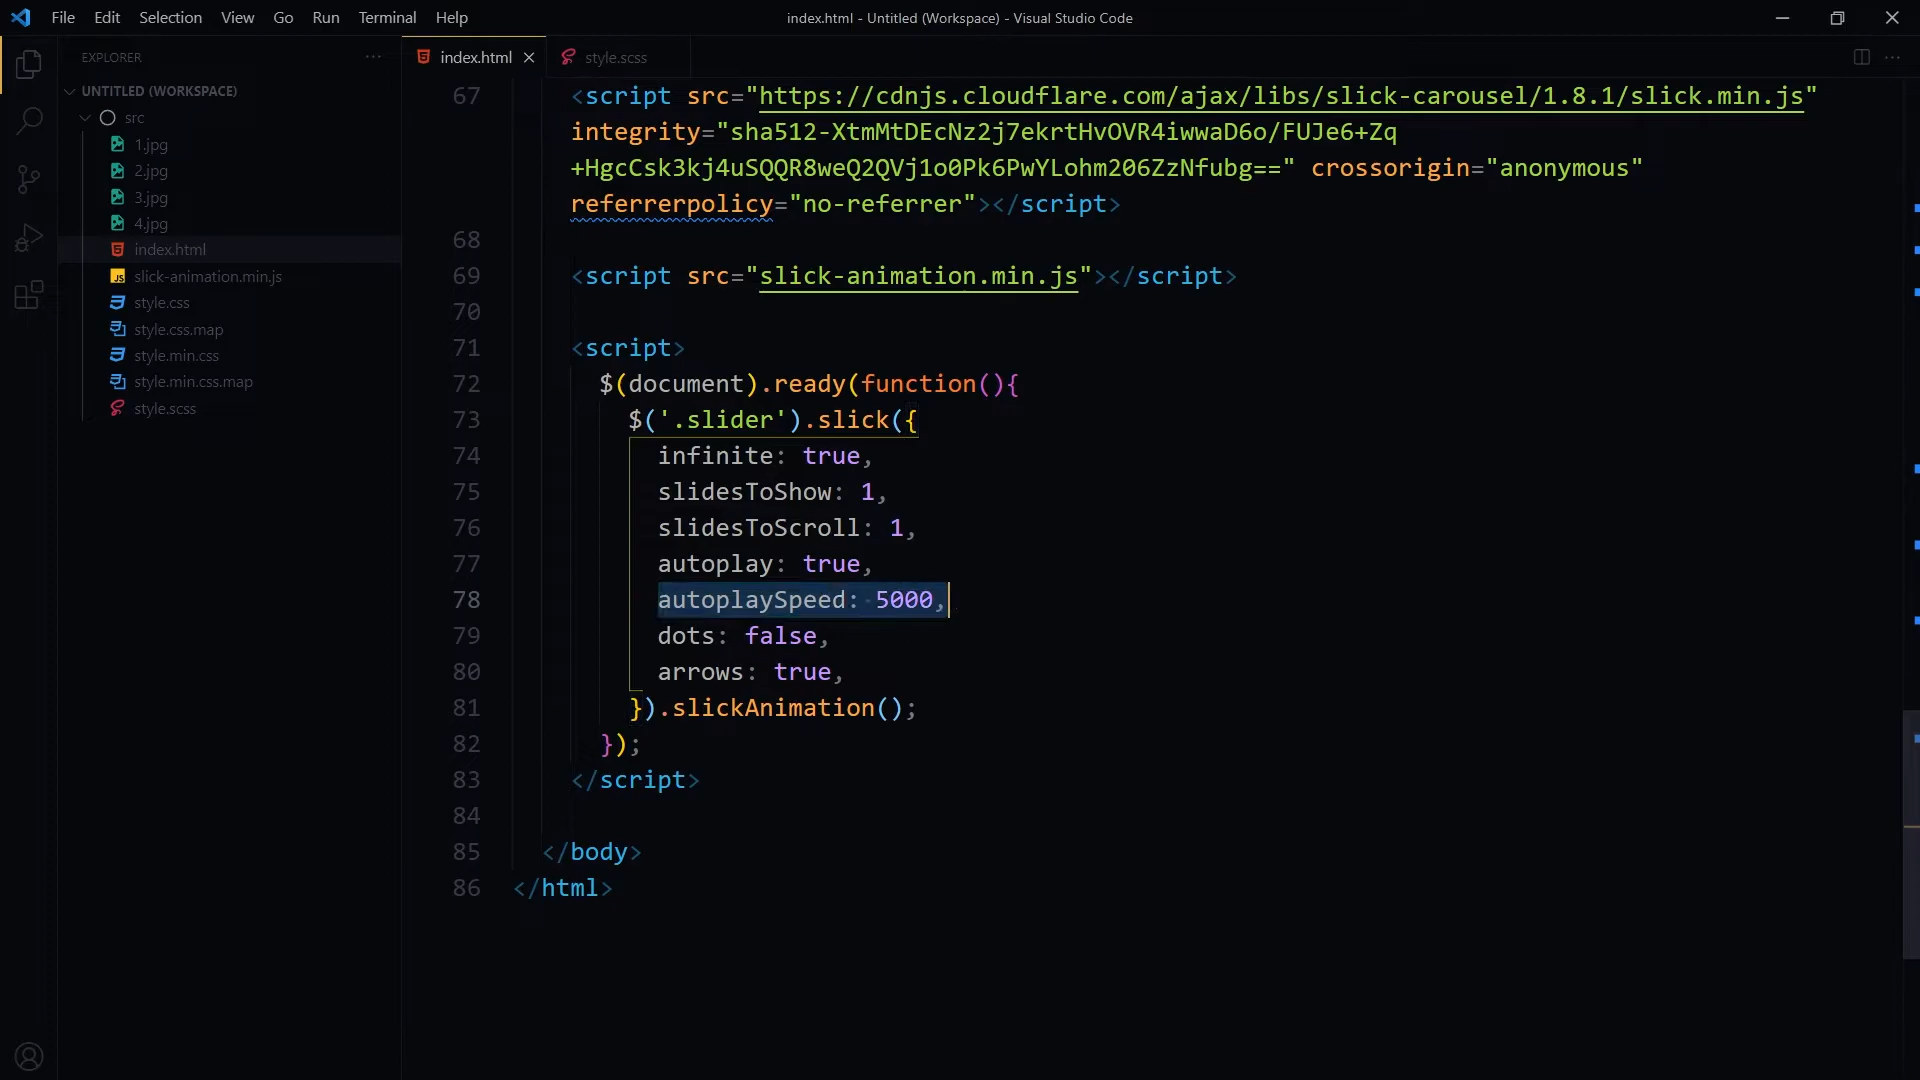 File Edit Selection View Go Run Terminal Help
index.html - Untitled (Workspace) - Visual Studio Code
EXPLORER
UNTITLED (WORKSPACE)
src
1.jpg
2.jpg
3.jpg
4.jpg
index.html
slick-animation.min.js
style.css
style.css.map
style.min.css
style.min.css.map
style.scss
index.html
style.scss
67 <script src="https://cdnjs.cloudflare.com/ajax/libs/slick-carousel/1.8.1/slick.min.js"
integrity="sha512-XtmMtDEcNz2j7ekrtHvOVR4iwwaD6o/FUJe6+Zq
+HgcCsk3kj4uSQQR8weQ2QVj1o0Pk6PwYLohm206ZzNfubg==" crossorigin="anonymous"
referrerpolicy="no-referrer"></script>
68
69 <script src="slick-animation.min.js"></script>
70
71 <script>
72 $(document).ready(function(){
73 $('.slider').slick({
74 infinite: true,
75 slidesToShow: 1,
76 slidesToScroll: 1,
77 autoplay: true,
78 autoplaySpeed: 5000,
79 dots: false,
80 arrows: true,
81 }).slickAnimation();
82 });
83 </script>
84
85 </body>
86 </html>